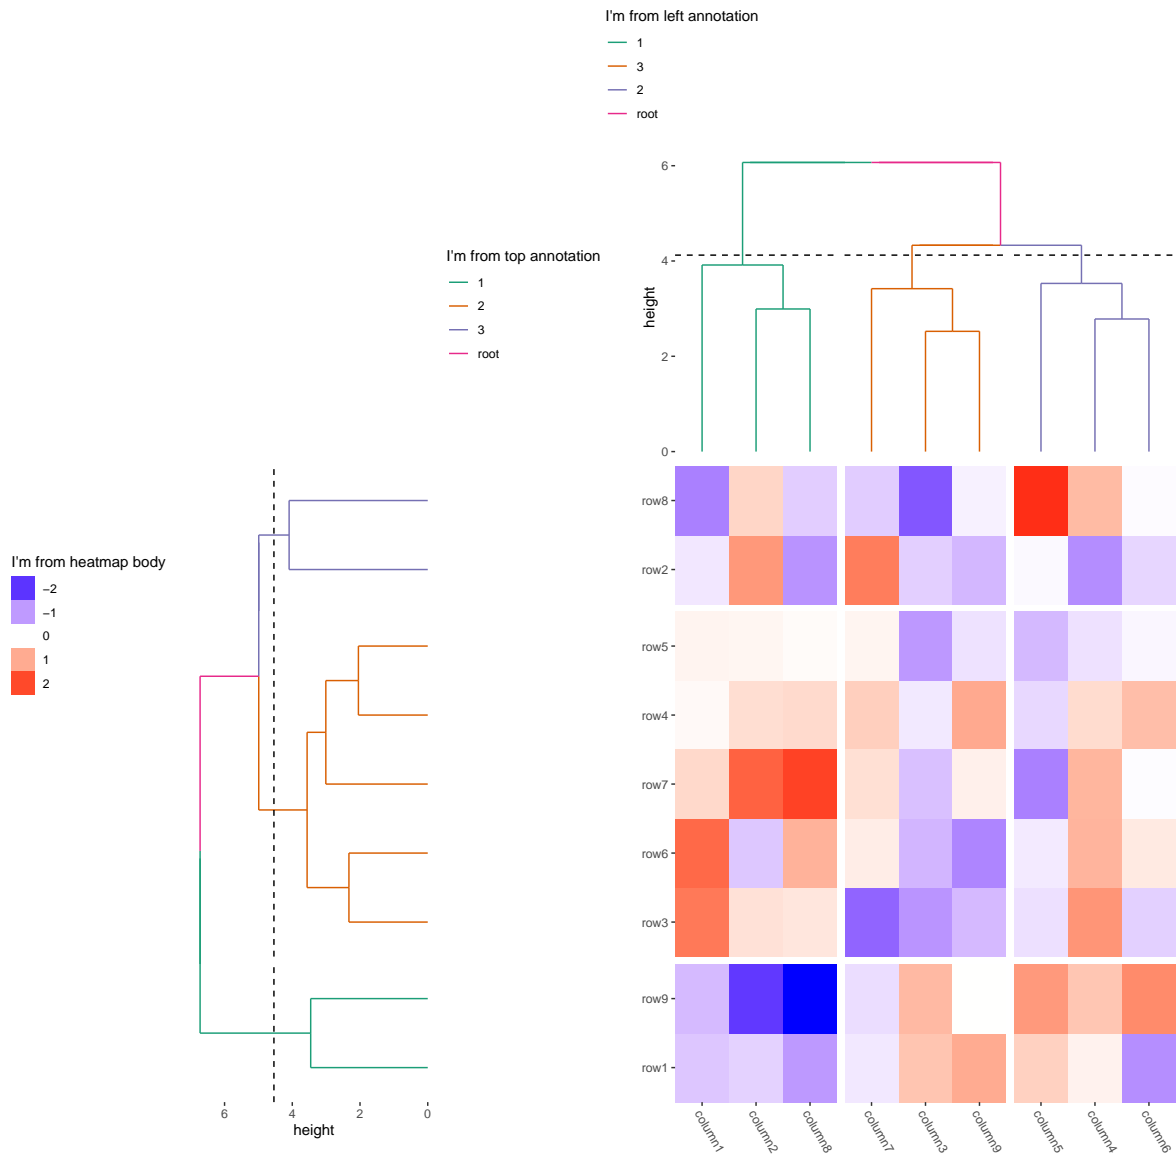 I'm from left annotation
1
3
2
root
6
4
2
0
height
I'm from top annotation
1
2
3
root
I'm from heatmap body
−2
−1
0
1
2
6
4
2
0
height
row8
row2
row5
row4
row7
row6
row3
row9
row1
column1
column2
column8
column7
column3
column9
column5
column4
column6